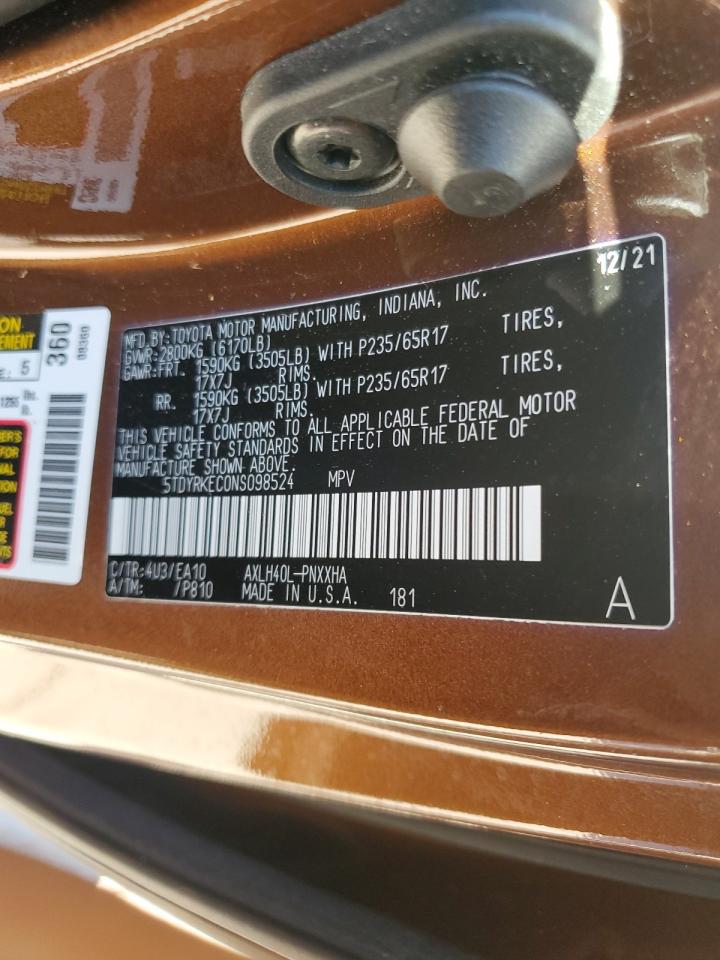 12/21
MFD.BY:TOYOTA MOTOR MANUFACTURING, INDIANA, INC.
GVWR:2800KG (6170LB)
GAWR:FRT. 1590KG (3505LB) WITH P235/65R17 TIRES,
17X7J RIMS.
RR. 1590KG (3505LB) WITH P235/65R17 TIRES,
17X7J RIMS.
THIS VEHICLE CONFORMS TO ALL APPLICABLE FEDERAL MOTOR
VEHICLE SAFETY STANDARDS IN EFFECT ON THE DATE OF
MANUFACTURE SHOWN ABOVE.
5TDYRKEC0NS098524 MPV
C/TR:4U3/EA10 AXLH40L-PNXXHA
A/TM: /P810 MADE IN U.S.A. 181
A
360
08360
5